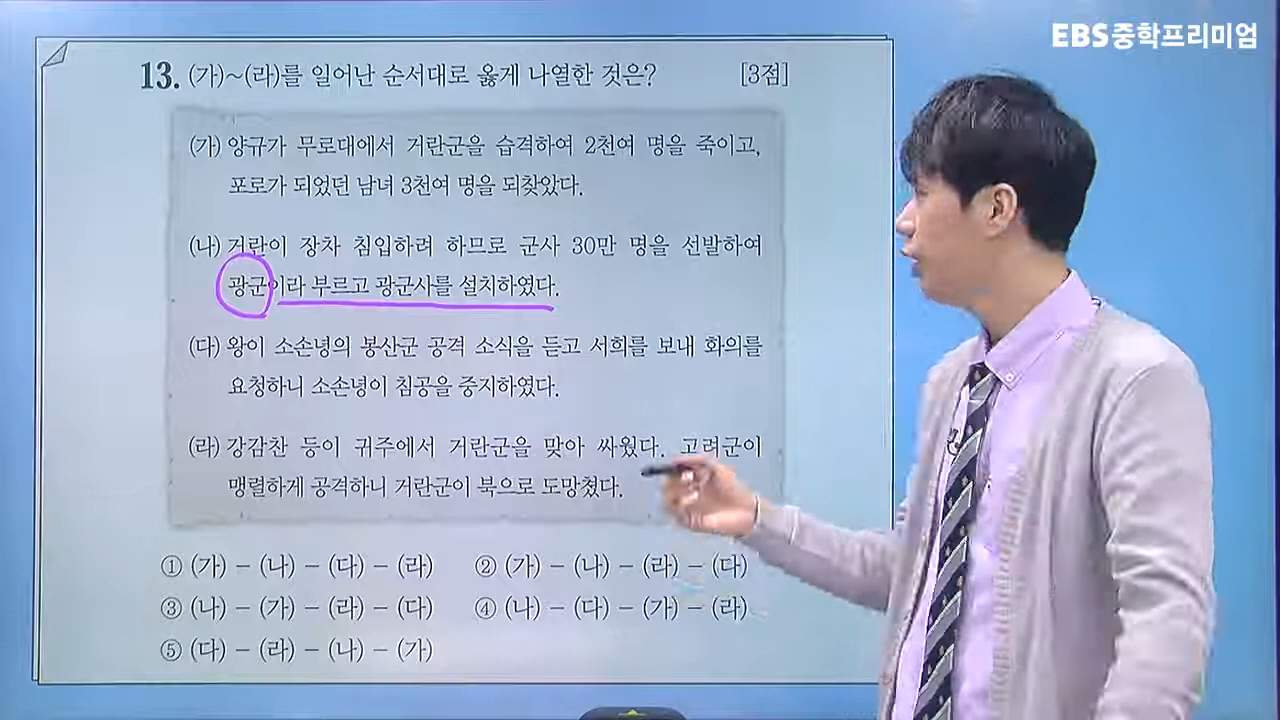 EBS중학프리미엄
13. (가)~(라)를 일어난 순서대로 옳게 나열한 것은? [3점]
(가) 양규가 무로대에서 거란군을 습격하여 2천여 명을 죽이고,
포로가 되었던 남녀 3천여 명을 되찾았다.
(나) 거란이 장차 침입하려 하므로 군사 30만 명을 선발하여
광군이라 부르고 광군사를 설치하였다.
(다) 왕이 소손녕의 봉산군 공격 소식을 듣고 서희를 보내 화의를
요청하니 소손녕이 침공을 중지하였다.
(라) 강감찬 등이 귀주에서 거란군을 맞아 싸웠다. 고려군이
맹렬하게 공격하니 거란군이 북으로 도망쳤다.
① (가) - (나) - (다) - (라) ② (가) - (나) - (라) - (다)
③ (나) - (가) - (라) - (다) ④ (나) - (다) - (가) - (라)
⑤ (다) - (라) - (나) - (가)